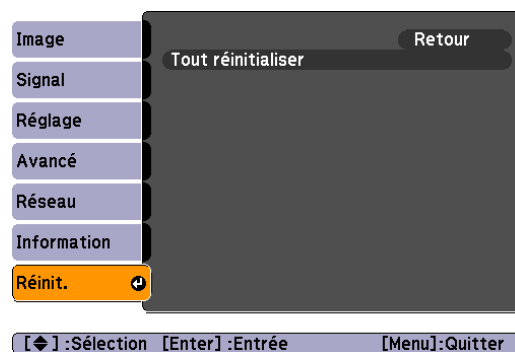 Image
Signal
Réglage
Avancé
Réseau
Information
Réinit.
Retour
Tout réinitialiser
[◆] :Sélection [Enter] :Entrée [Menu]:Quitter